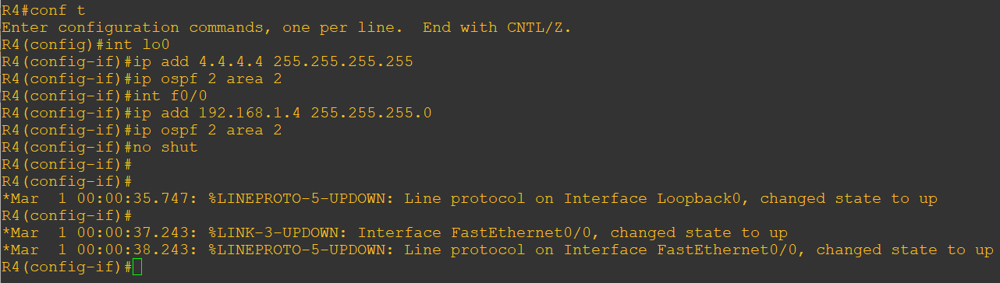 R4#conf t
Enter configuration commands, one per line.  End with CNTL/Z.
R4(config)#int lo0
R4(config-if)#ip add 4.4.4.4 255.255.255.255
R4(config-if)#ip ospf 2 area 2
R4(config-if)#int f0/0
R4(config-if)#ip add 192.168.1.4 255.255.255.0
R4(config-if)#ip ospf 2 area 2
R4(config-if)#no shut
R4(config-if)#
R4(config-if)#
*Mar  1 00:00:35.747: %LINEPROTO-5-UPDOWN: Line protocol on Interface Loopback0, changed state to up
R4(config-if)#
*Mar  1 00:00:37.243: %LINK-3-UPDOWN: Interface FastEthernet0/0, changed state to up
*Mar  1 00:00:38.243: %LINEPROTO-5-UPDOWN: Line protocol on Interface FastEthernet0/0, changed state to up
R4(config-if)#